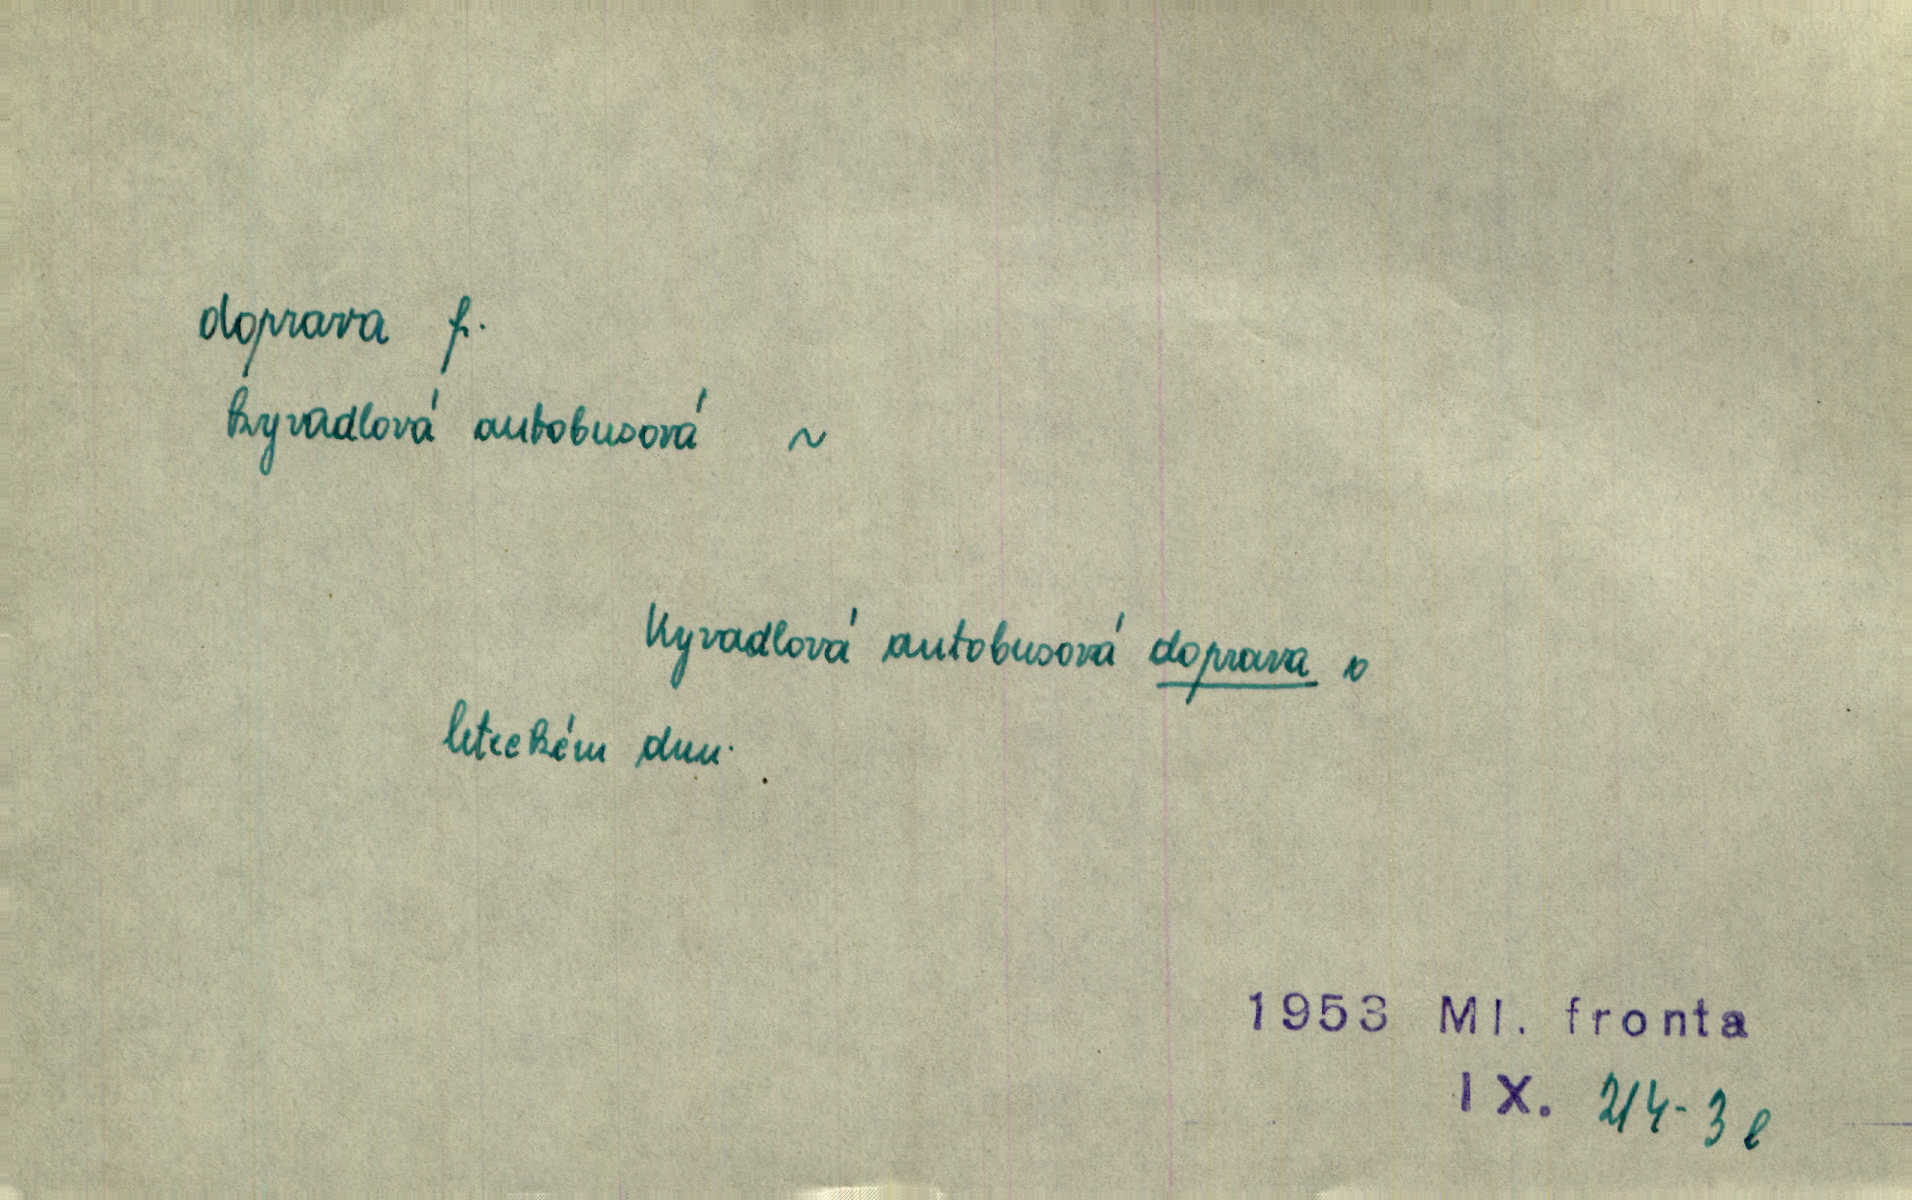 doprava f.
kyvadlová autobusová ~
Kyvadlová autobusová doprava o
leteckém dnu.
1953 Ml. fronta
IX. 214-3 l